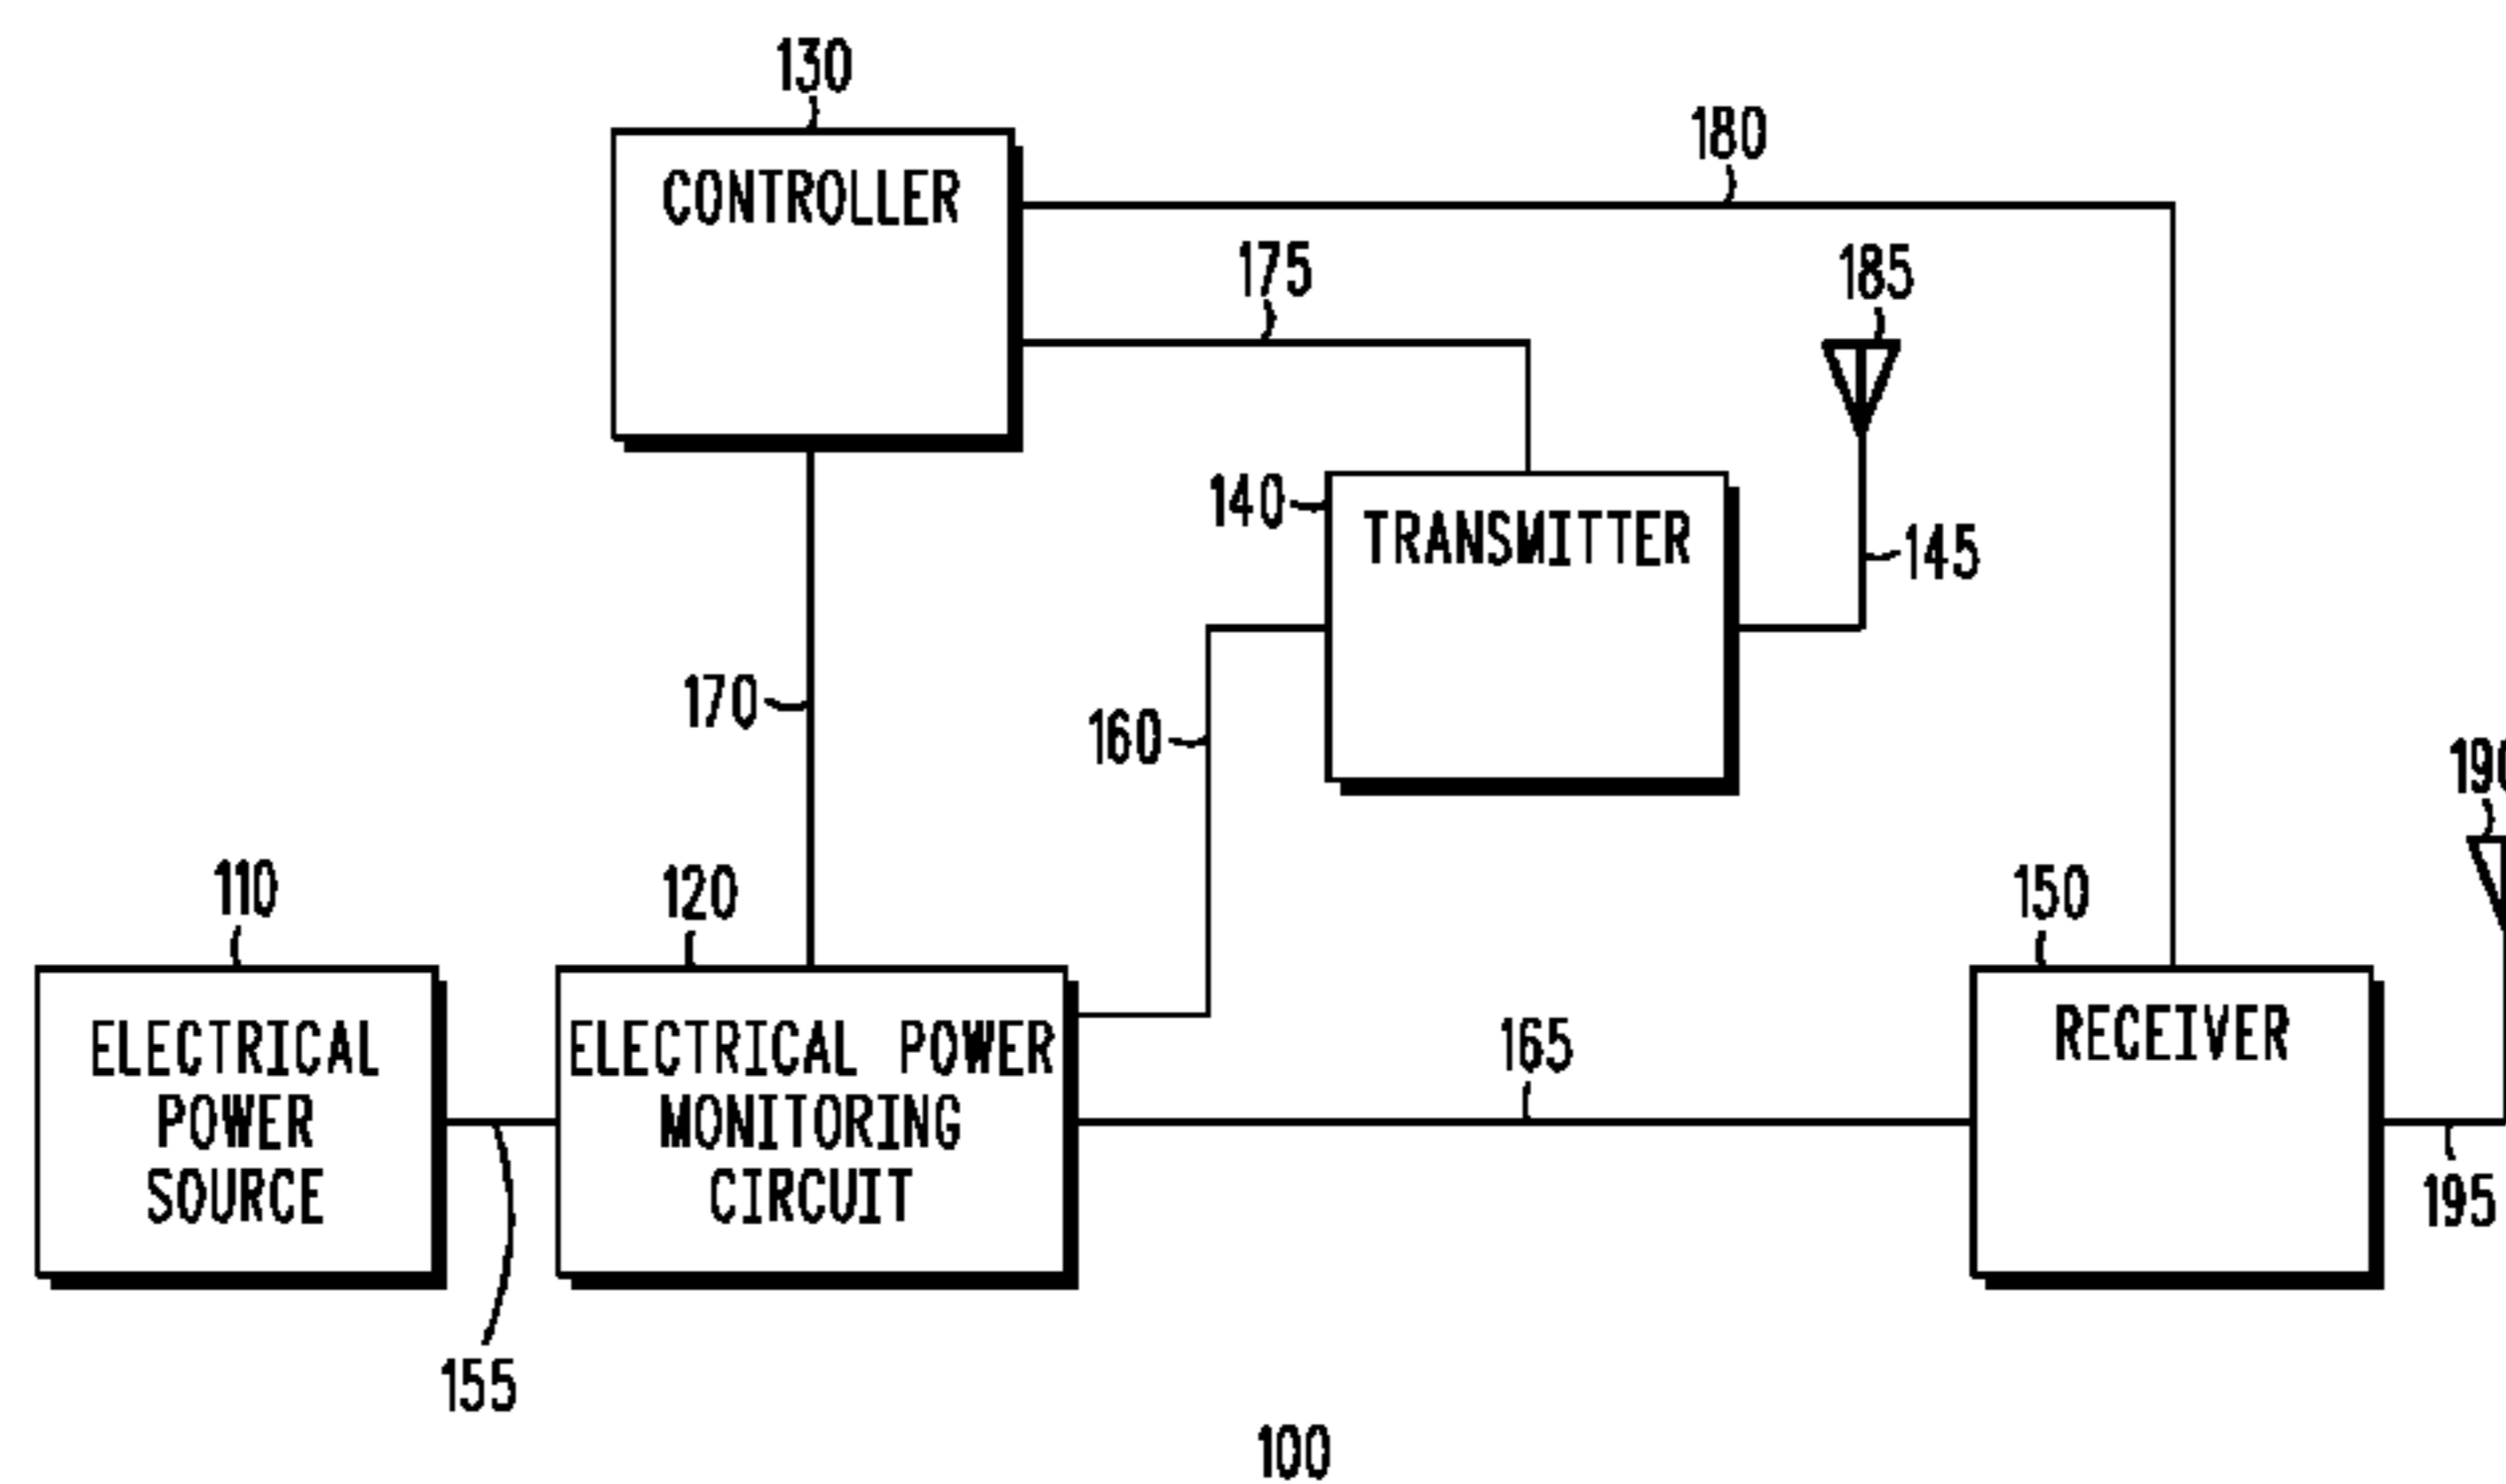 130
CONTROLLER
180
175
185
140
TRANSMITTER
145
170
160
110
120
150
ELECTRICAL
POWER
SOURCE
ELECTRICAL POWER
MONITORING
CIRCUIT
165
RECEIVER
195
155
100